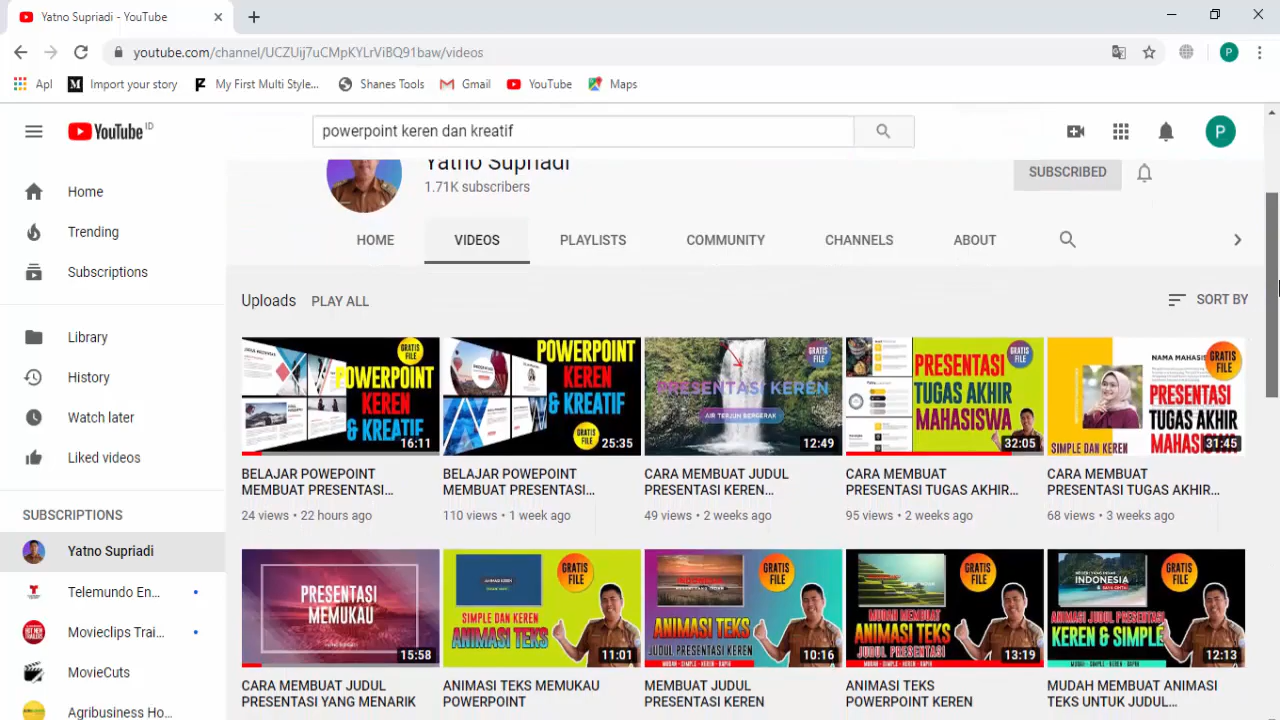 Yatno Supriadi - YouTube
youtube.com/channel/UCZUij7uCMpKYLrViBQ91baw/videos
Apl
Import your story
My First Multi Style...
Shanes Tools
Gmail
YouTube
Maps
YouTube ID
powerpoint keren dan kreatif
P
Home
Trending
Subscriptions
Library
History
Watch later
Liked videos
SUBSCRIPTIONS
Yatno Supriadi
Telemundo En...
Movieclips Trai...
MovieCuts
Agribusiness Ho...
Yatno Supriadi
1.71K subscribers
SUBSCRIBED
HOME
VIDEOS
PLAYLISTS
COMMUNITY
CHANNELS
ABOUT
Uploads
PLAY ALL
SORT BY
GRATIS
FILE
POWERPOINT
KEREN
& KREATIF
16:11
BELAJAR POWEPOINT
MEMBUAT PRESENTASI...
24 views • 22 hours ago
POWERPOINT
KEREN
& KREATIF
GRATIS
FILE
25:35
BELAJAR POWEPOINT
MEMBUAT PRESENTASI...
110 views • 1 week ago
GRATIS
FILE
PRESENTASI KEREN
AIR TERJUN BERGERAK
12:49
CARA MEMBUAT JUDUL
PRESENTASI KEREN...
49 views • 2 weeks ago
GRATIS
FILE
PRESENTASI
TUGAS AKHIR
MAHASISWA
32:05
CARA MEMBUAT
PRESENTASI TUGAS AKHIR...
95 views • 2 weeks ago
NAMA MAHASI
GRATIS
FILE
PRESENTASI
TUGAS AKHIR
MAHASIS
SIMPLE DAN KEREN
31:45
CARA MEMBUAT
PRESENTASI TUGAS AKHIR...
68 views • 3 weeks ago
PRESENTASI
MEMUKAU
15:58
CARA MEMBUAT JUDUL
PRESENTASI YANG MENARIK
GRATIS
FILE
SIMPLE DAN KEREN
ANIMASI TEKS
11:01
ANIMASI TEKS MEMUKAU
POWERPOINT
GRATIS
FILE
ANIMASI TEKS
JUDUL PRESENTASI KEREN
10:16
MEMBUAT JUDUL
PRESENTASI KEREN
GRATIS
FILE
MUDAH MEMBUAT
ANIMASI TEKS
JUDUL PRESENTASI
13:19
ANIMASI TEKS
POWERPOINT KEREN
INDONESIA
GRATIS
FILE
ANIMASI JUDUL PRESENTASI
KEREN & SIMPLE
12:13
MUDAH MEMBUAT ANIMASI
TEKS UNTUK JUDUL...